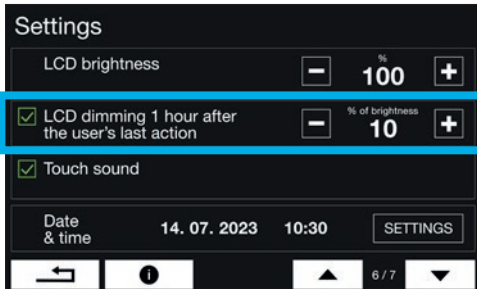 Settings
LCD brightness
%
− 100 +
LCD dimming 1 hour after
the user's last action
% of brightness
− 10 +
Touch sound
Date
& time
14. 07. 2023 10:30 SETTINGS
6/7